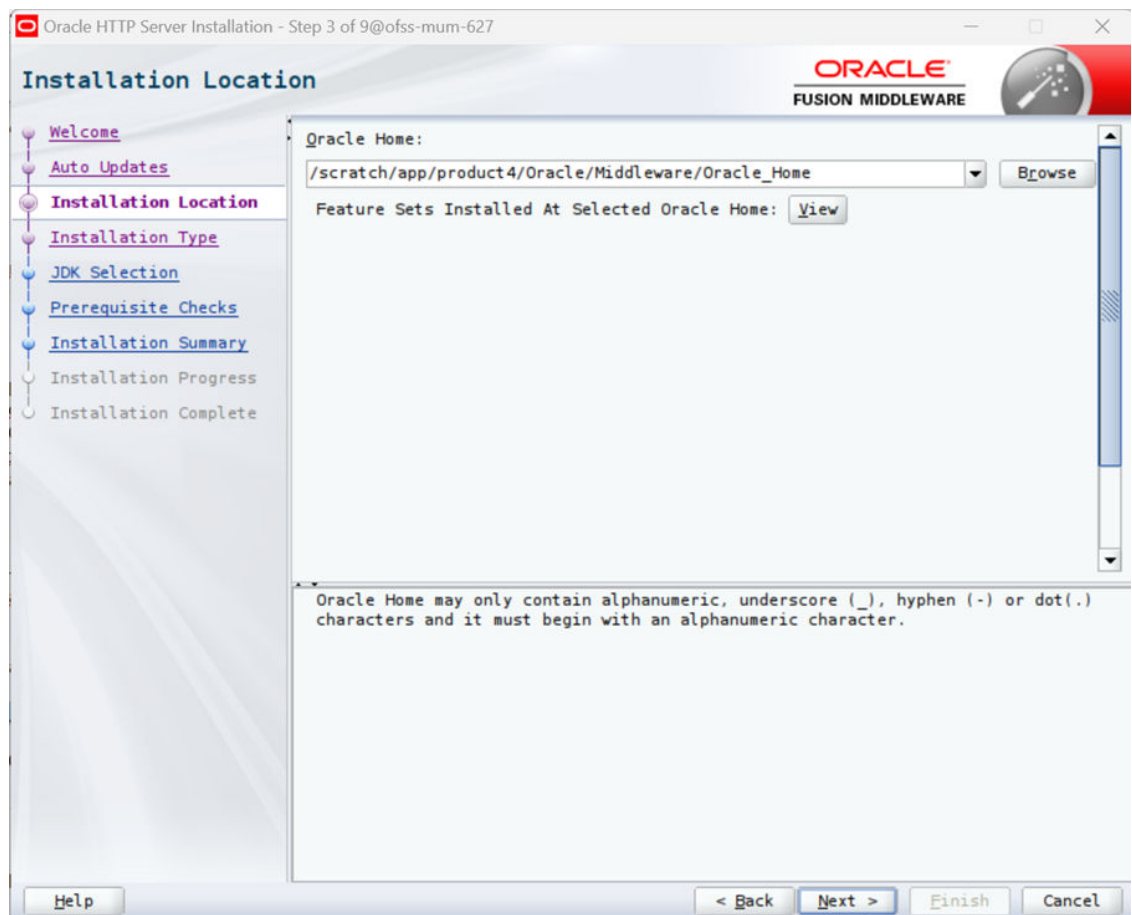 Oracle HTTP Server Installation - Step 3 of 9@ofss-mum-627
Installation Location
ORACLE
FUSION MIDDLEWARE
Welcome
Auto Updates
Installation Location
Installation Type
JDK Selection
Prerequisite Checks
Installation Summary
Installation Progress
Installation Complete
Oracle Home:
/scratch/app/product4/Oracle/Middleware/Oracle_Home
Browse
Feature Sets Installed At Selected Oracle Home: View
Oracle Home may only contain alphanumeric, underscore (_), hyphen (-) or dot(.)
characters and it must begin with an alphanumeric character.
Help
< Back
Next >
Finish
Cancel